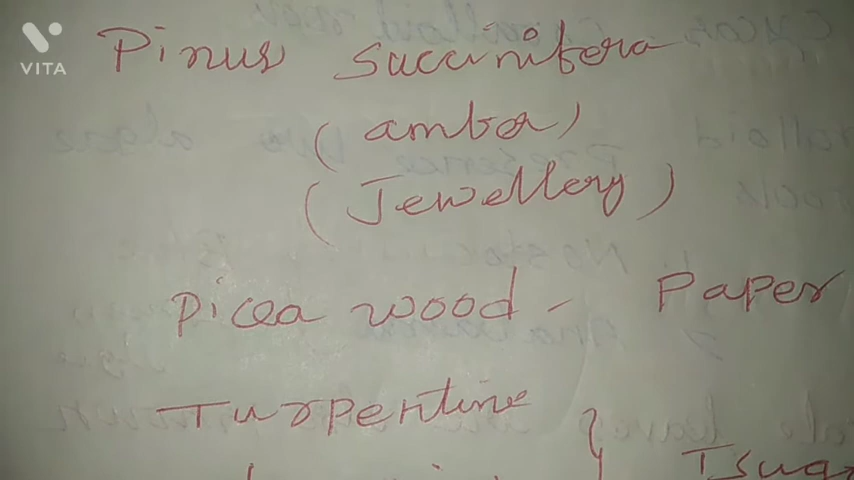 VITA
Pinus succinifera
(amber)
(Jewellery)
Picea wood - Paper
Turpentine }
Tsuga